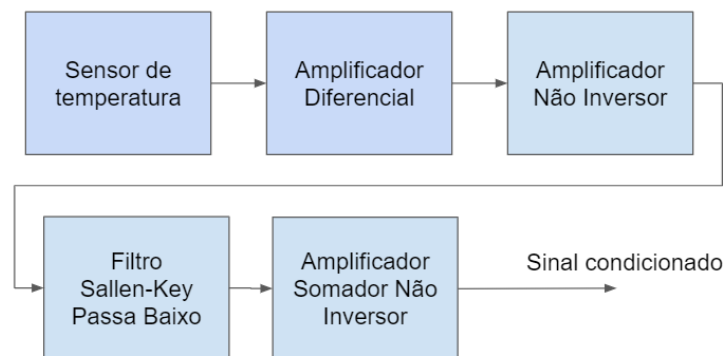 Sensor de
temperatura
Amplificador
Diferencial
Amplificador
Não Inversor
Filtro
Sallen-Key
Passa Baixo
Amplificador
Somador Não
Inversor
Sinal condicionado